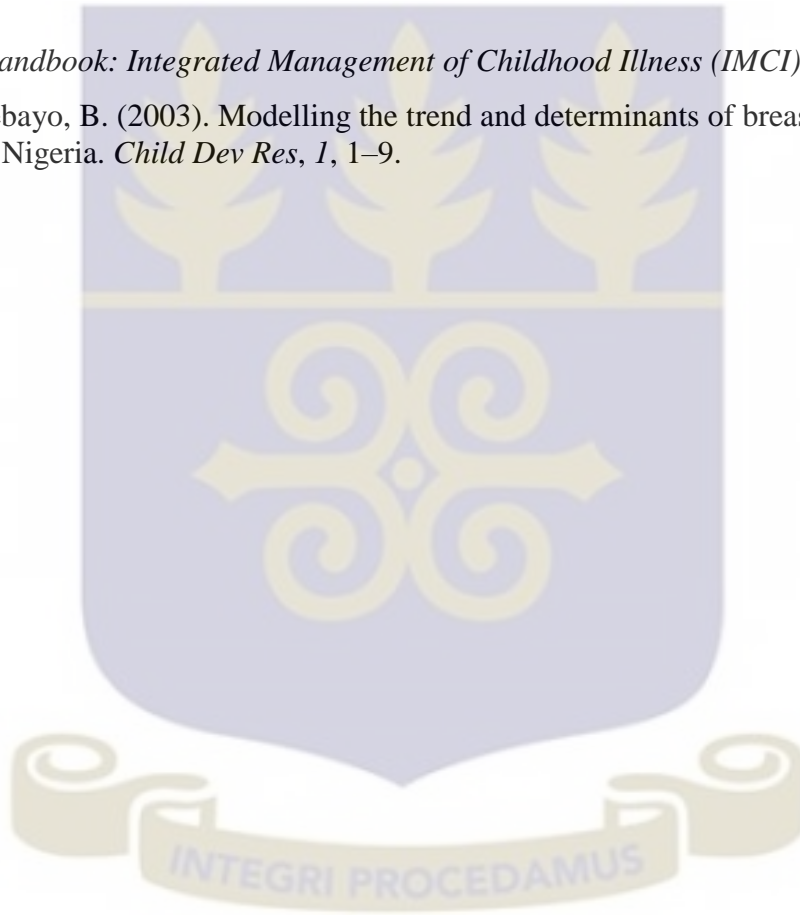 andbook: Integrated Management of Childhood Illness (IMCI)
bayo, B. (2003). Modelling the trend and determinants of breas
Nigeria. Child Dev Res, 1, 1–9.
INTEGRI PROCEDAMUS